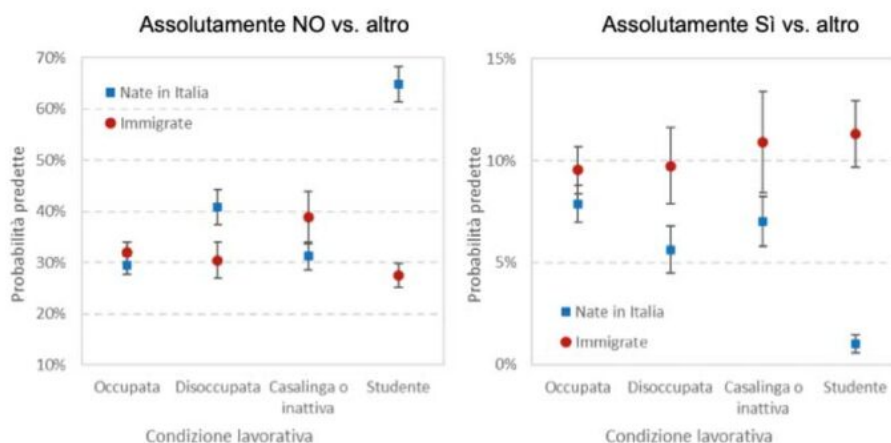 Assolutamente NO vs. altro
70%
60%
50%
40%
30%
20%
10%
Probabilità predette
Nate in Italia
Immigrate
Occupata
Disoccupata
Casalinga o
inattiva
Studente
Condizione lavorativa
Assolutamente Sì vs. altro
15%
10%
5%
0%
Probabilità predette
Nate in Italia
Immigrate
Occupata
Disoccupata
Casalinga o
inattiva
Studente
Condizione lavorativa